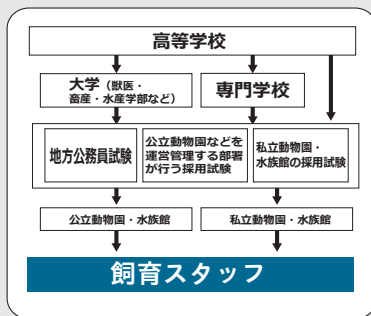 高等学校
大学（獣医・
畜産・水産学部など）
専門学校
地方公務員試験
公立動物園などを
運営管理する部署
が行う採用試験
私立動物園・
水族館の採用試験
公立動物園・水族館
私立動物園・水族館
飼育スタッフ